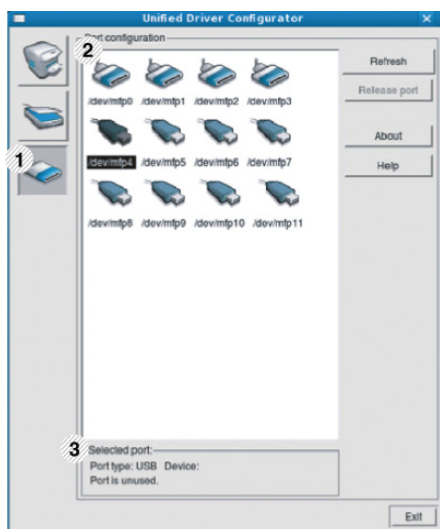 Unified Driver Configurator
2
Port configuration
Refresh
/dev/mfp0 /dev/mfp1 /dev/mfp2 /dev/mfp3
Release port
About
1
/dev/mfp4 /dev/mfp5 /dev/mfp6 /dev/mfp7
Help
/dev/mfp8 /dev/mfp9 /dev/mfp10 /dev/mfp11
3
Selected port:
Port type: USB Device:
Port is unused.
Exit